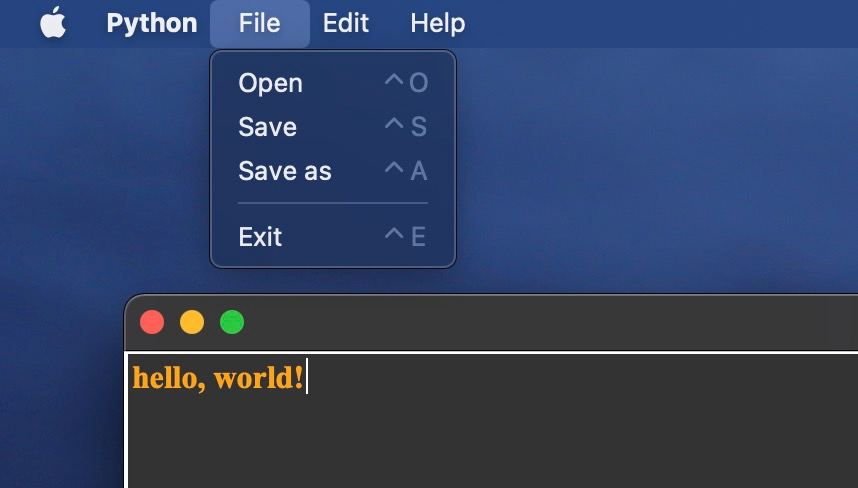 Python File Edit Help
Open ^ O
Save ^ S
Save as ^ A
Exit ^ E
hello, world!